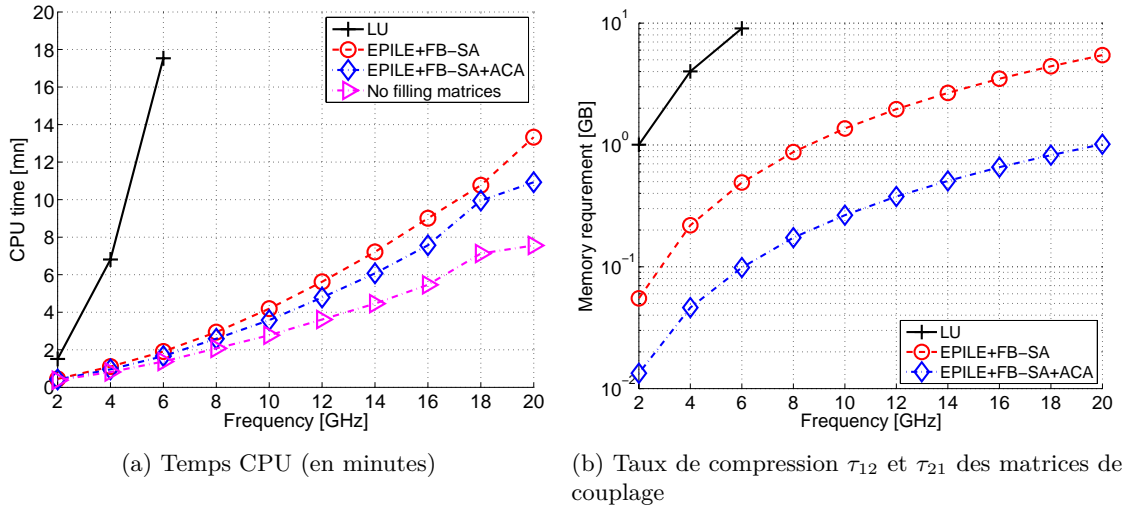 20
18
16
14
12
10
8
6
4
2
0
CPU time [mn]
LU
EPILE+FB−SA
EPILE+FB−SA+ACA
No filling matrices
2 4 6 8 10 12 14 16 18 20
Frequency [GHz]
(a) Temps CPU (en minutes)
10^1
10^0
10^−1
10^−2
Memory requrement [GB]
LU
EPILE+FB−SA
EPILE+FB−SA+ACA
2 4 6 8 10 12 14 16 18 20
Frequency [GHz]
(b) Taux de compression τ12 et τ21 des matrices de
couplage